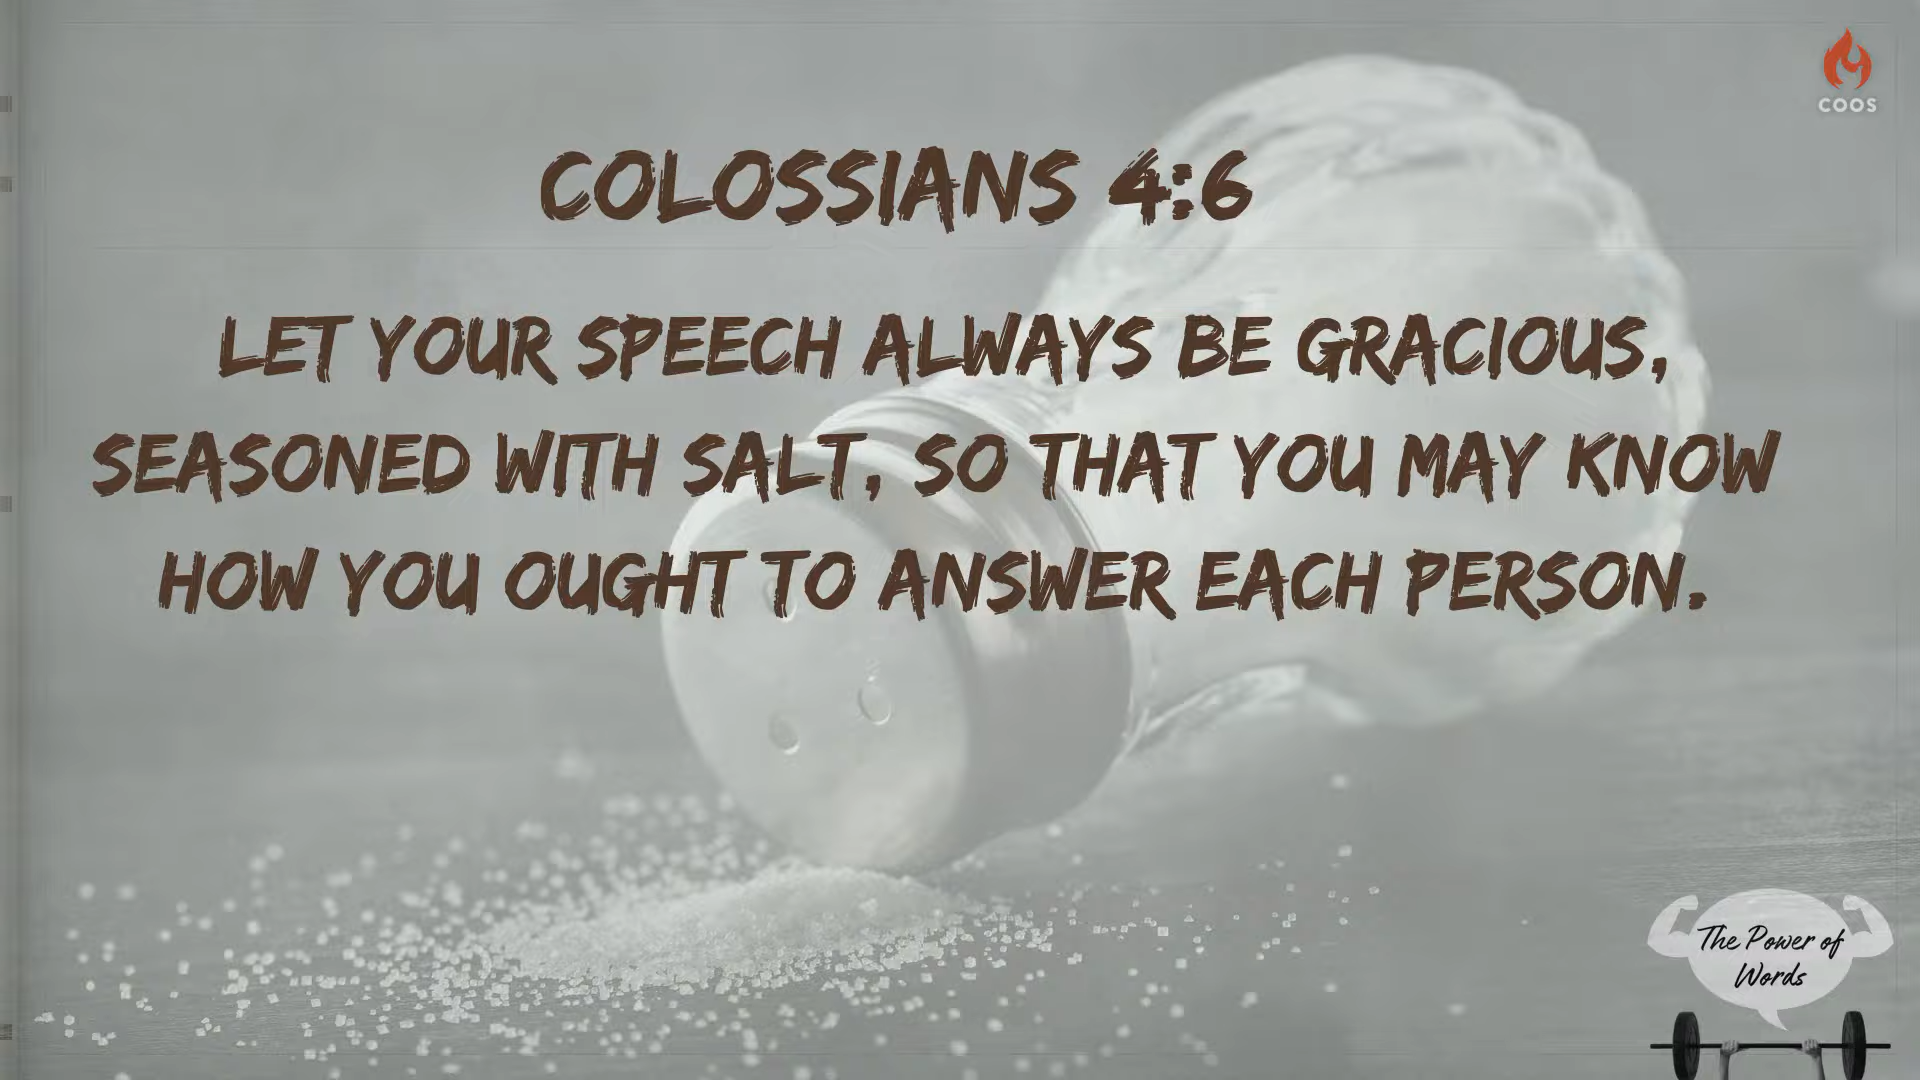 COOS
COLOSSIANS 4:6
LET YOUR SPEECH ALWAYS BE GRACIOUS,
SEASONED WITH SALT, SO THAT YOU MAY KNOW
HOW YOU OUGHT TO ANSWER EACH PERSON.
The Power of
Words